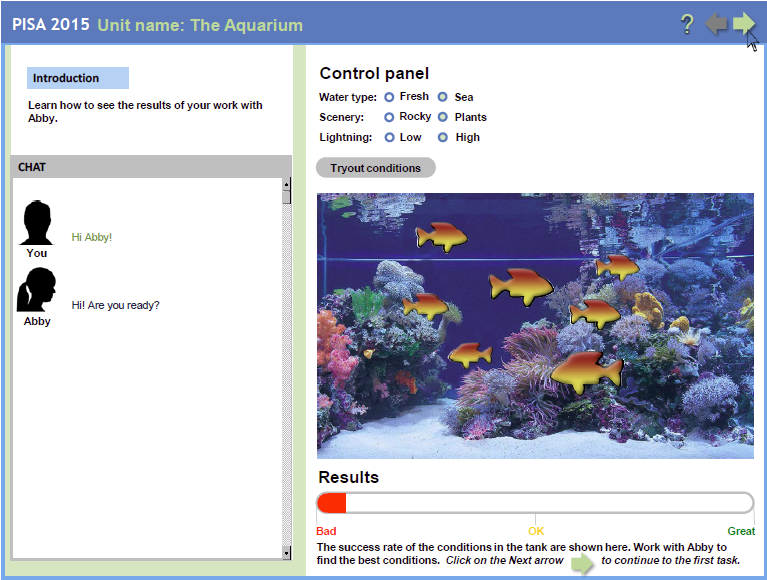 PISA 2015 Unit name: The Aquarium
?
Introduction
Learn how to see the results of your work with
Abby.
CHAT
Hi Abby!
You
Hi! Are you ready?
Abby
Control panel
Water type: Fresh Sea
Scenery: Rocky Plants
Lightning: Low High
Tryout conditions
Results
Bad OK Great
The success rate of the conditions in the tank are shown here. Work with Abby to
find the best conditions. Click on the Next arrow to continue to the first task.